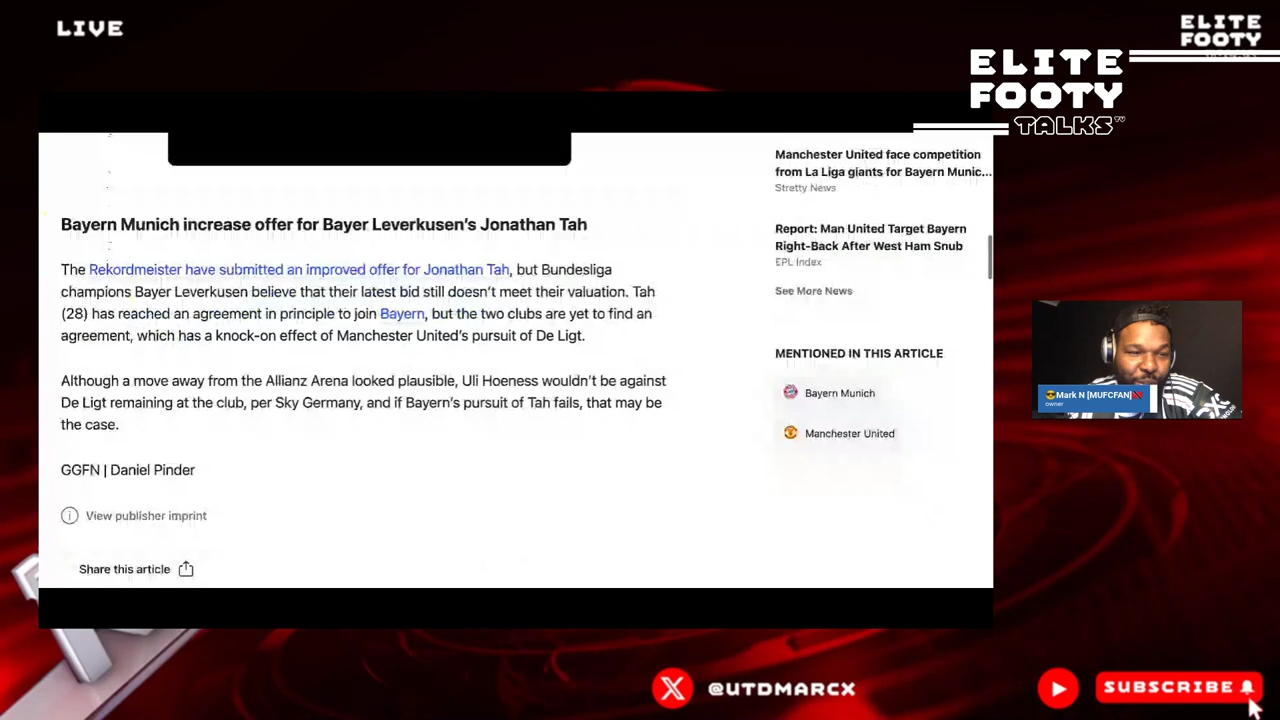 LIVE
ELITE
FOOTY
ELITE
FOOTY
TALKS
Bayern Munich increase offer for Bayer Leverkusen's Jonathan Tah
The Rekordmeister have submitted an improved offer for Jonathan Tah, but Bundesliga
champions Bayer Leverkusen believe that their latest bid still doesn't meet their valuation. Tah
(28) has reached an agreement in principle to join Bayern, but the two clubs are yet to find an
agreement, which has a knock-on effect of Manchester United's pursuit of De Ligt.
Although a move away from the Allianz Arena looked plausible, Uli Hoeness wouldn't be against
De Ligt remaining at the club, per Sky Germany, and if Bayern's pursuit of Tah fails, that may be
the case.
GGFN | Daniel Pinder
View publisher imprint
Share this article
Manchester United face competition
from La Liga giants for Bayern Munic...
Stretty News
Report: Man United Target Bayern
Right-Back After West Ham Snub
EPL Index
See More News
MENTIONED IN THIS ARTICLE
Bayern Munich
Manchester United
Mark N [MUFCFAN]
owner
@UTDMARCX
SUBSCRIBE